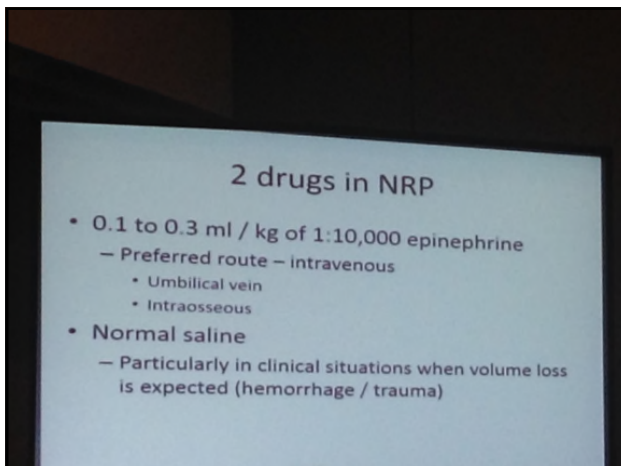 2 drugs in NRP
• 0.1 to 0.3 ml / kg of 1:10,000 epinephrine
– Preferred route – intravenous
• Umbilical vein
• Intraosseous
• Normal saline
– Particularly in clinical situations when volume loss
is expected (hemorrhage / trauma)